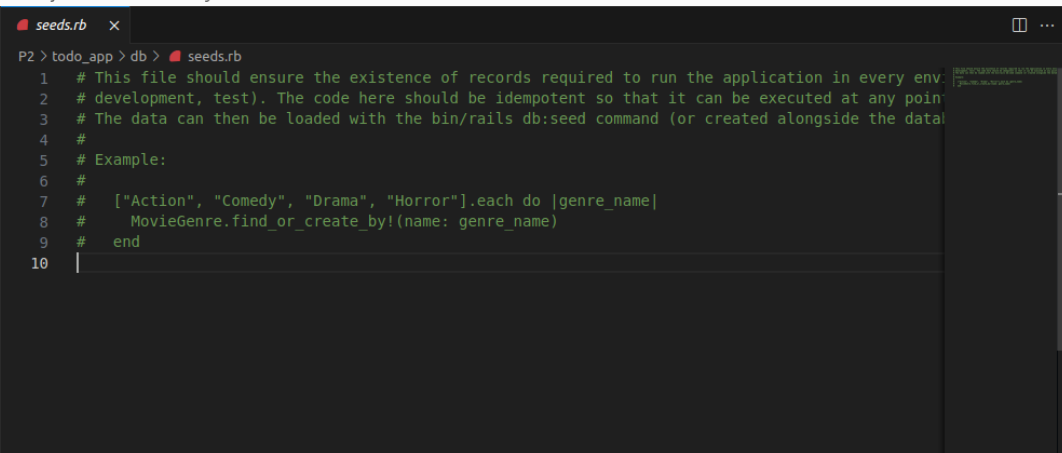 seeds.rb ×
P2 > todo_app > db > seeds.rb
1 # This file should ensure the existence of records required to run the application in every
2 # development, test). The code here should be idempotent so that it can be executed at any
3 # The data can then be loaded with the bin/rails db:seed command (or created alongside the
4 #
5 # Example:
6 #
7 #   ["Action", "Comedy", "Drama", "Horror"].each do |genre_name|
8 #     MovieGenre.find_or_create_by!(name: genre_name)
9 #   end
10